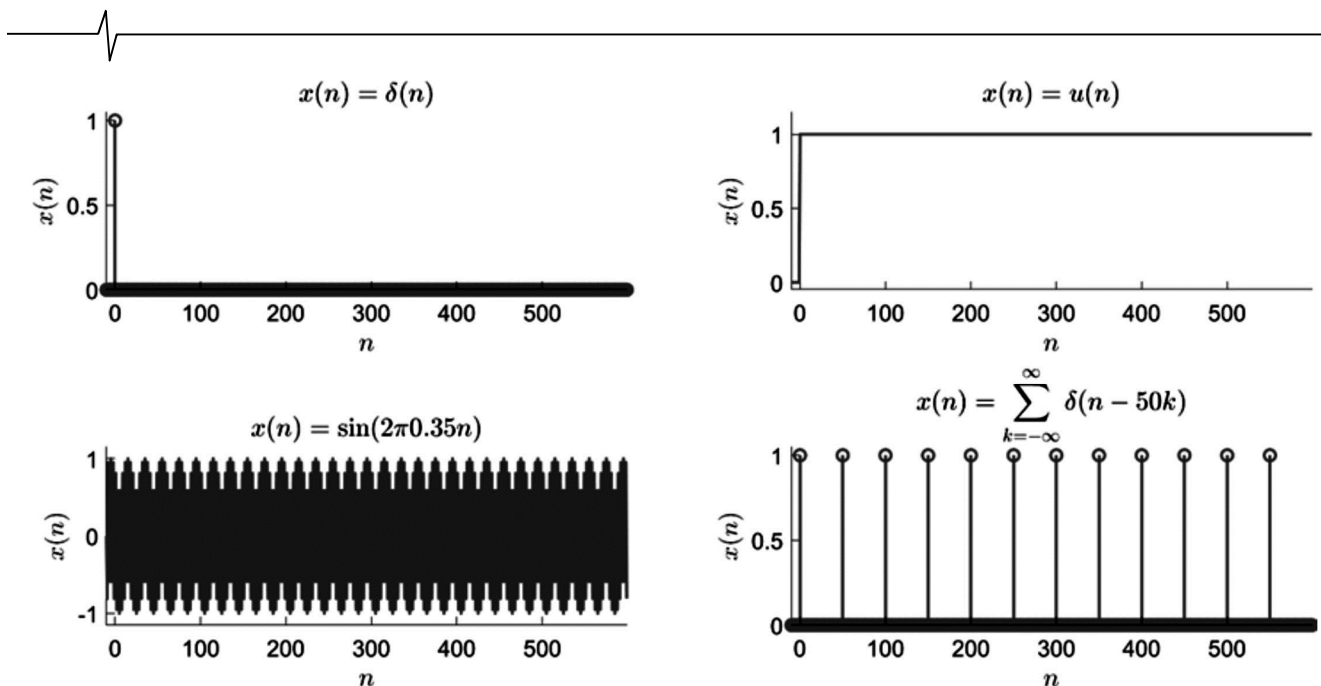 x(n) = δ(n)
1
0.5
0
x(n)
0 100 200 300 400 500
n
x(n) = u(n)
1
0.5
0
x(n)
0 100 200 300 400 500
n
x(n) = sin(2π0.35n)
1
0
-1
x(n)
0 100 200 300 400 500
n
x(n) = ∑_{k=-∞}^{∞} δ(n − 50k)
1
0.5
0
x(n)
0 100 200 300 400 500
n